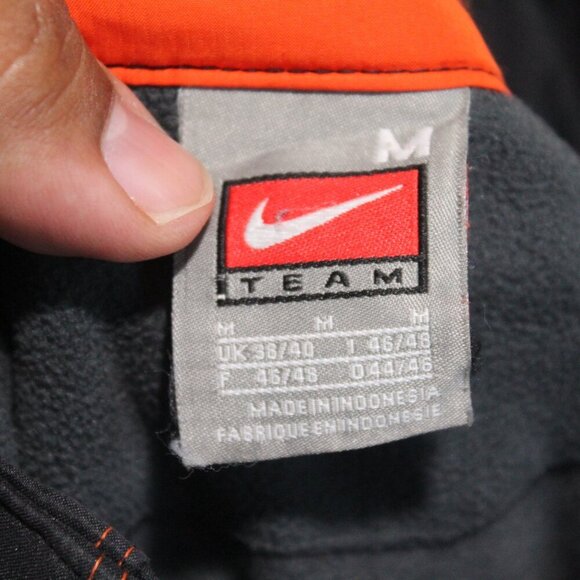 M
TEAM
M M M
UK 38/40 I 46/48
F 46/48 D 44/46
MADE IN INDONESIA
FABRIQUE EN INDONESIE